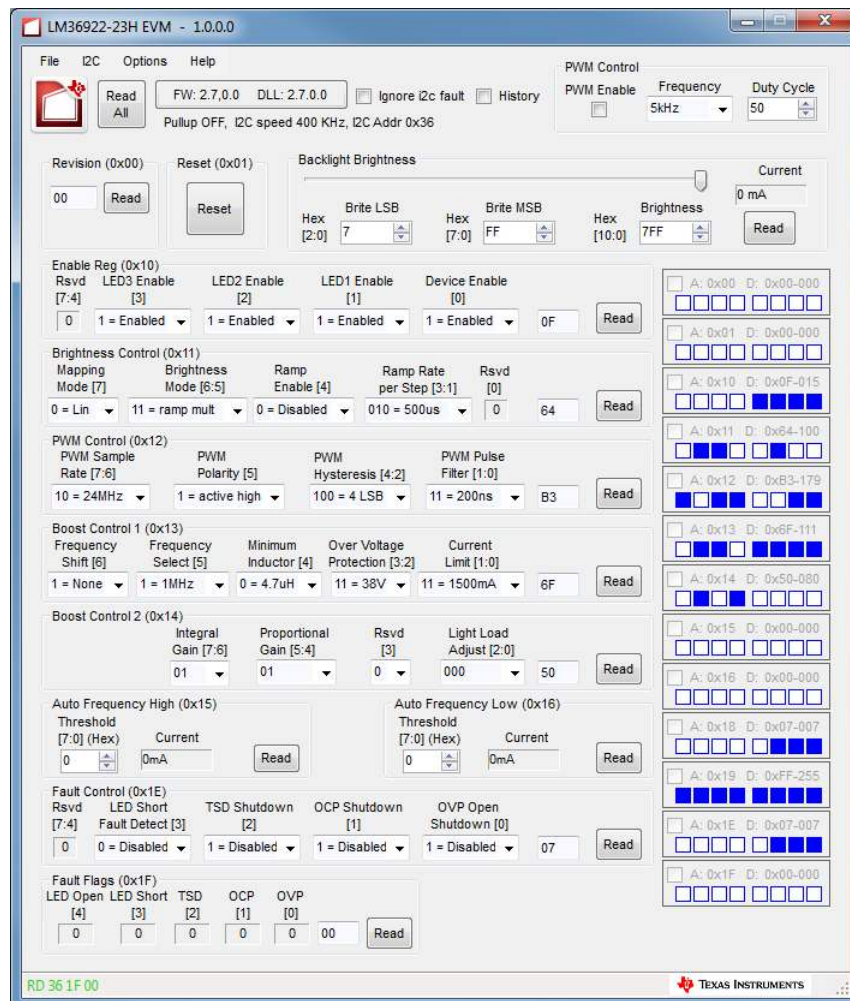 LM36922-23H EVM - 1.0.0.0
File I2C Options Help
Read All
FW: 2.7,0.0 DLL: 2.7.0.0
Ignore i2c fault
History
Pullup OFF, I2C speed 400 KHz, I2C Addr 0x36
PWM Control
PWM Enable Frequency Duty Cycle
5kHz 50
Revision (0x00)
00 Read
Reset (0x01)
Reset
Backlight Brightness
Current
0 mA
Brite LSB Brite MSB Brightness
Hex [2:0] 7 Hex [7:0] FF Hex [10:0] 7FF Read
Enable Reg (0x10)
Rsvd LED3 Enable LED2 Enable LED1 Enable Device Enable
[7:4] [3] [2] [1] [0]
0 1 = Enabled 1 = Enabled 1 = Enabled 1 = Enabled 0F Read
Brightness Control (0x11)
Mapping Brightness Ramp Ramp Rate Rsvd
Mode [7] Mode [6:5] Enable [4] per Step [3:1] [0]
0 = Lin 11 = ramp mult 0 = Disabled 010 = 500us 0 64 Read
PWM Control (0x12)
PWM Sample PWM PWM PWM Pulse
Rate [7:6] Polarity [5] Hysteresis [4:2] Filter [1:0]
10 = 24MHz 1 = active high 100 = 4 LSB 11 = 200ns B3 Read
Boost Control 1 (0x13)
Frequency Frequency Minimum Over Voltage Current
Shift [6] Select [5] Inductor [4] Protection [3:2] Limit [1:0]
1 = None 1 = 1MHz 0 = 4.7uH 11 = 38V 11 = 1500mA 6F Read
Boost Control 2 (0x14)
Integral Proportional Rsvd Light Load
Gain [7:6] Gain [5:4] [3] Adjust [2:0]
01 01 0 000 50 Read
Auto Frequency High (0x15)
Threshold
[7:0] (Hex) Current
0 0mA Read
Auto Frequency Low (0x16)
Threshold
[7:0] (Hex) Current
0 0mA Read
Fault Control (0x1E)
Rsvd LED Short TSD Shutdown OCP Shutdown OVP Open
[7:4] Fault Detect [3] [2] [1] Shutdown [0]
0 0 = Disabled 1 = Disabled 1 = Disabled 1 = Disabled 07 Read
Fault Flags (0x1F)
LED Open LED Short TSD OCP OVP
[4] [3] [2] [1] [0]
0 0 0 0 0 00 Read
A: 0x00 D: 0x00-000
A: 0x01 D: 0x00-000
A: 0x10 D: 0x0F-015
A: 0x11 D: 0x64-100
A: 0x12 D: 0xB3-179
A: 0x13 D: 0x6F-111
A: 0x14 D: 0x50-080
A: 0x15 D: 0x00-000
A: 0x16 D: 0x00-000
A: 0x18 D: 0x07-007
A: 0x19 D: 0xFF-255
A: 0x1E D: 0x07-007
A: 0x1F D: 0x00-000
RD 36 1F 00
TEXAS INSTRUMENTS